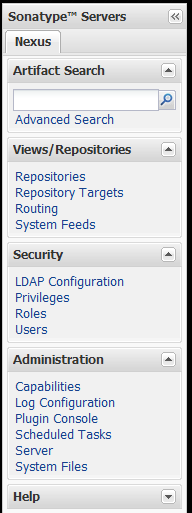 Sonatype™ Servers
Nexus
Artifact Search
Advanced Search
Views/Repositories
Repositories
Repository Targets
Routing
System Feeds
Security
LDAP Configuration
Privileges
Roles
Users
Administration
Capabilities
Log Configuration
Plugin Console
Scheduled Tasks
Server
System Files
Help